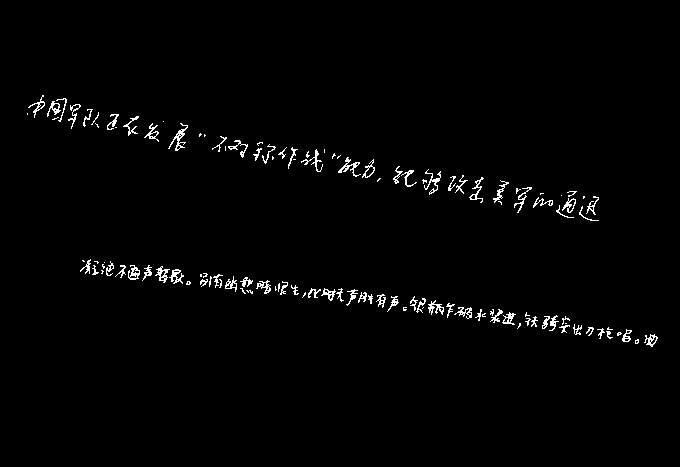 中国军队正在发展“不对称作战”能力,能够攻击美军的通迅
凝绝不通声暂歇。别有幽愁暗恨生,此时无声胜有声。银瓶乍破水浆迸,铁骑突出刀枪鸣。曲